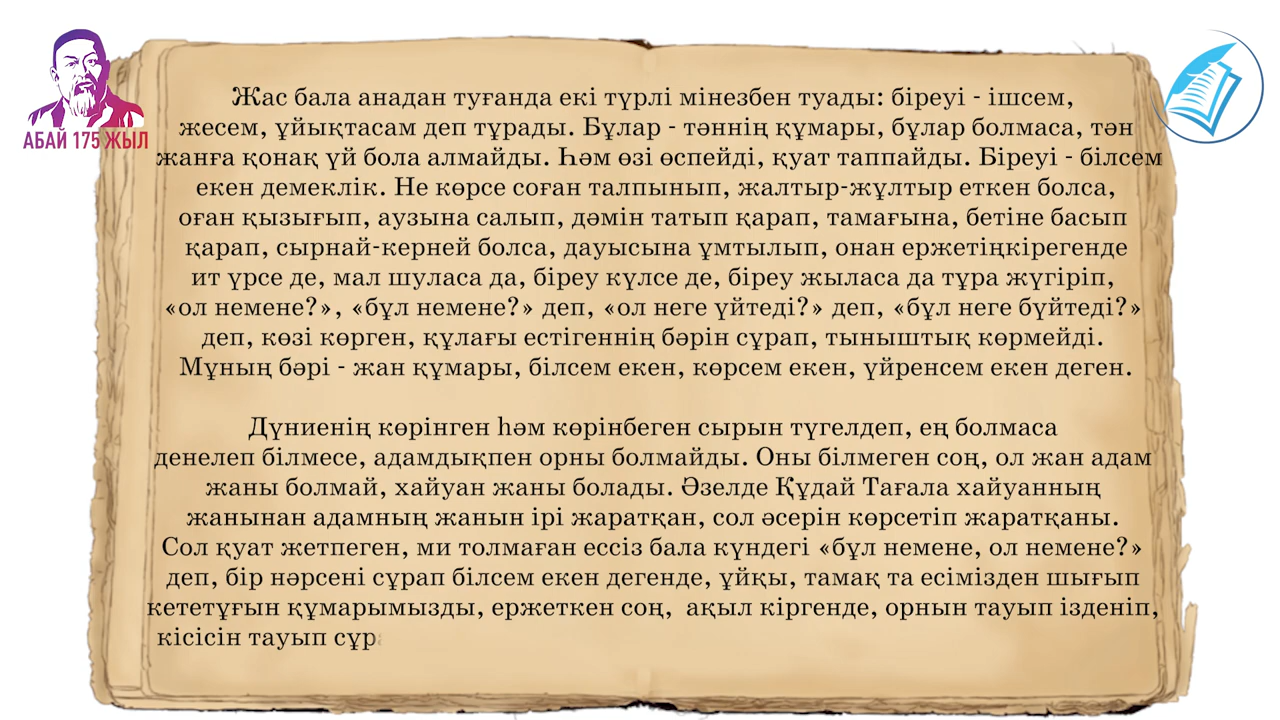 АБАЙ 175 ЖЫЛ
Жас бала анадан туғанда екі түрлі мінезбен туады: біреуі - ішсем,
жесем, ұйықтасам деп тұрады. Бұлар - тәннің құмары, бұлар болмаса, тән
жанға қонақ үй бола алмайды. Һәм өзі өспейді, қуат таппайды. Біреуі - білсем
екен демеклік. Не көрсе соған талпынып, жалтыр-жұлтыр еткен болса,
оған қызығып, аузына салып, дәмін татып қарап, тамағына, бетіне басып
қарап, сырнай-керней болса, дауысына ұмтылып, онан ержетіңкірегенде
ит үрсе де, мал шуласа да, біреу күлсе де, біреу жыласа да тұра жүгіріп,
«ол немене?», «бұл немене?» деп, «ол неге үйтеді?» деп, «бұл неге бүйтеді?»
деп, көзі көрген, құлағы естігеннің бәрін сұрап, тыныштық көрмейді.
Мұның бәрі - жан құмары, білсем екен, көрсем екен, үйренсем екен деген.
Дүниенің көрінген һәм көрінбеген сырын түгелдеп, ең болмаса
денелеп білмесе, адамдықпен орны болмайды. Оны білмеген соң, ол жан адам
жаны болмай, хайуан жаны болады. Әзелде Құдай Тағала хайуанның
жанынан адамның жанын ірі жаратқан, сол әсерін көрсетіп жаратқаны.
Сол қуат жетпеген, ми толмаған ессіз бала күндегі «бұл немене, ол немене?»
деп, бір нәрсені сұрап білсем екен дегенде, ұйқы, тамақ та есімізден шығып
кететұғын құмарымызды, ержеткен соң, ақыл кіргенде, орнын тауып ізденіп,
кісісін тауып сұр